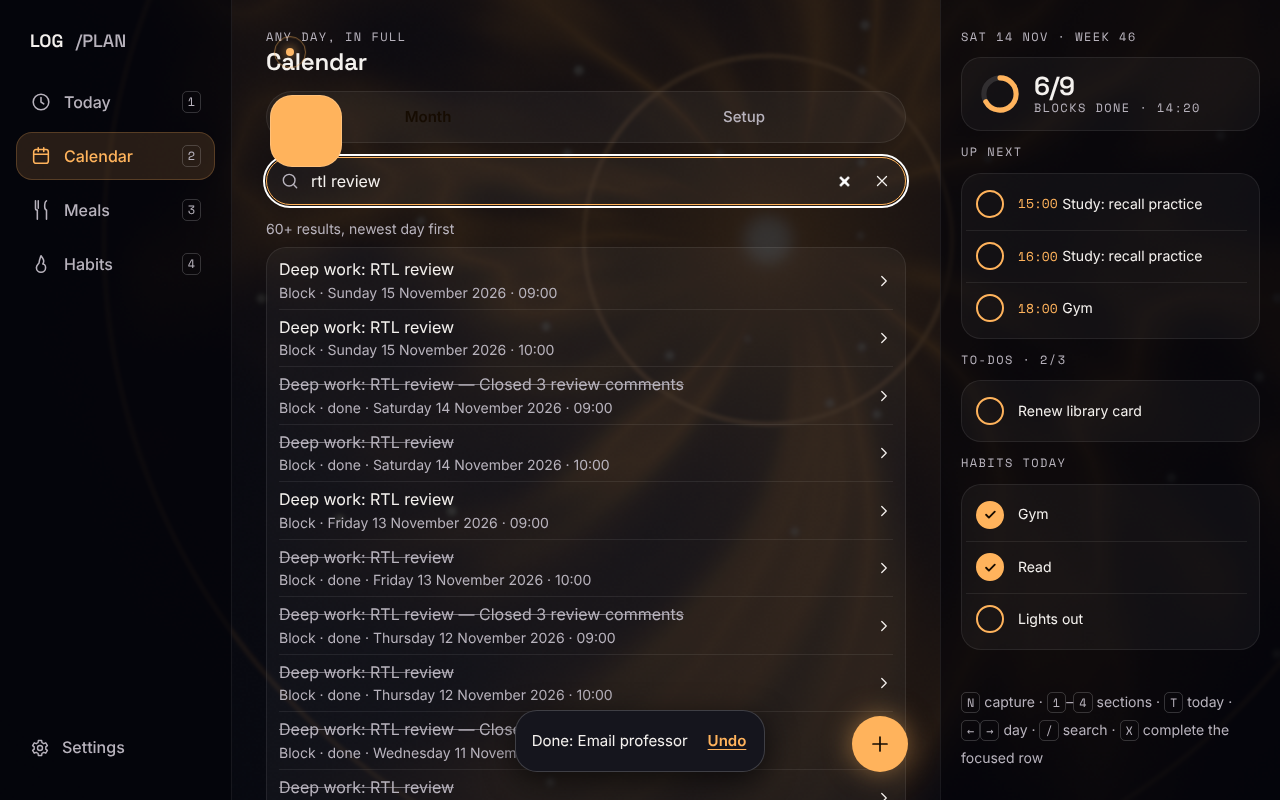 LOG /PLAN
Today 1
Calendar 2
Meals 3
Habits 4
Settings
ANY DAY, IN FULL
Calendar
Month
Setup
rtl review
60+ results, newest day first
Deep work: RTL review
Block · Sunday 15 November 2026 · 09:00
Deep work: RTL review
Block · Sunday 15 November 2026 · 10:00
Deep work: RTL review — Closed 3 review comments
Block · done · Saturday 14 November 2026 · 09:00
Deep work: RTL review
Block · done · Saturday 14 November 2026 · 10:00
Deep work: RTL review
Block · Friday 13 November 2026 · 09:00
Deep work: RTL review
Block · done · Friday 13 November 2026 · 10:00
Deep work: RTL review — Closed 3 review comments
Block · done · Thursday 12 November 2026 · 09:00
Deep work: RTL review
Block · done · Thursday 12 November 2026 · 10:00
Deep work: RTL review — 
Block · done · Wednesday 11
Deep work: RTL review
Done: Email professor Undo
SAT 14 NOV · WEEK 46
6/9
BLOCKS DONE · 14:20
UP NEXT
15:00 Study: recall practice
16:00 Study: recall practice
18:00 Gym
TO-DOS · 2/3
Renew library card
HABITS TODAY
Gym
Read
Lights out
N capture · 1–4 sections · T today ·
← → day · / search · X complete the
focused row